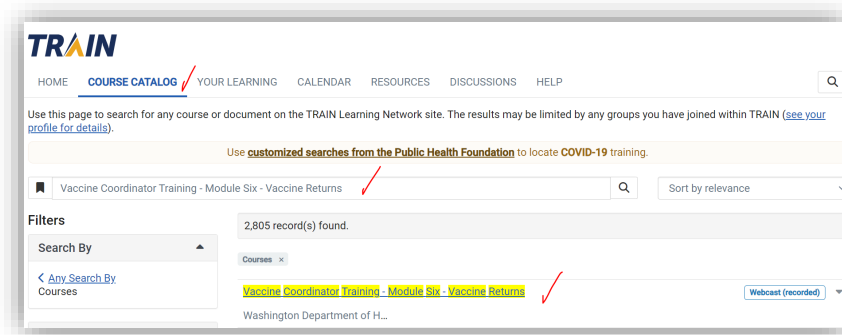 TRAIN
HOME COURSE CATALOG YOUR LEARNING CALENDAR RESOURCES DISCUSSIONS HELP
Use this page to search for any course or document on the TRAIN Learning Network site. The results may be limited by any groups you have joined within TRAIN (see your
profile for details).
Use customized searches from the Public Health Foundation to locate COVID-19 training.
Vaccine Coordinator Training - Module Six - Vaccine Returns
Sort by relevance
Filters
2,805 record(s) found.
Search By
Courses ×
< Any Search By
Courses
Vaccine Coordinator Training - Module Six - Vaccine Returns
Webcast (recorded)
Washington Department of H...